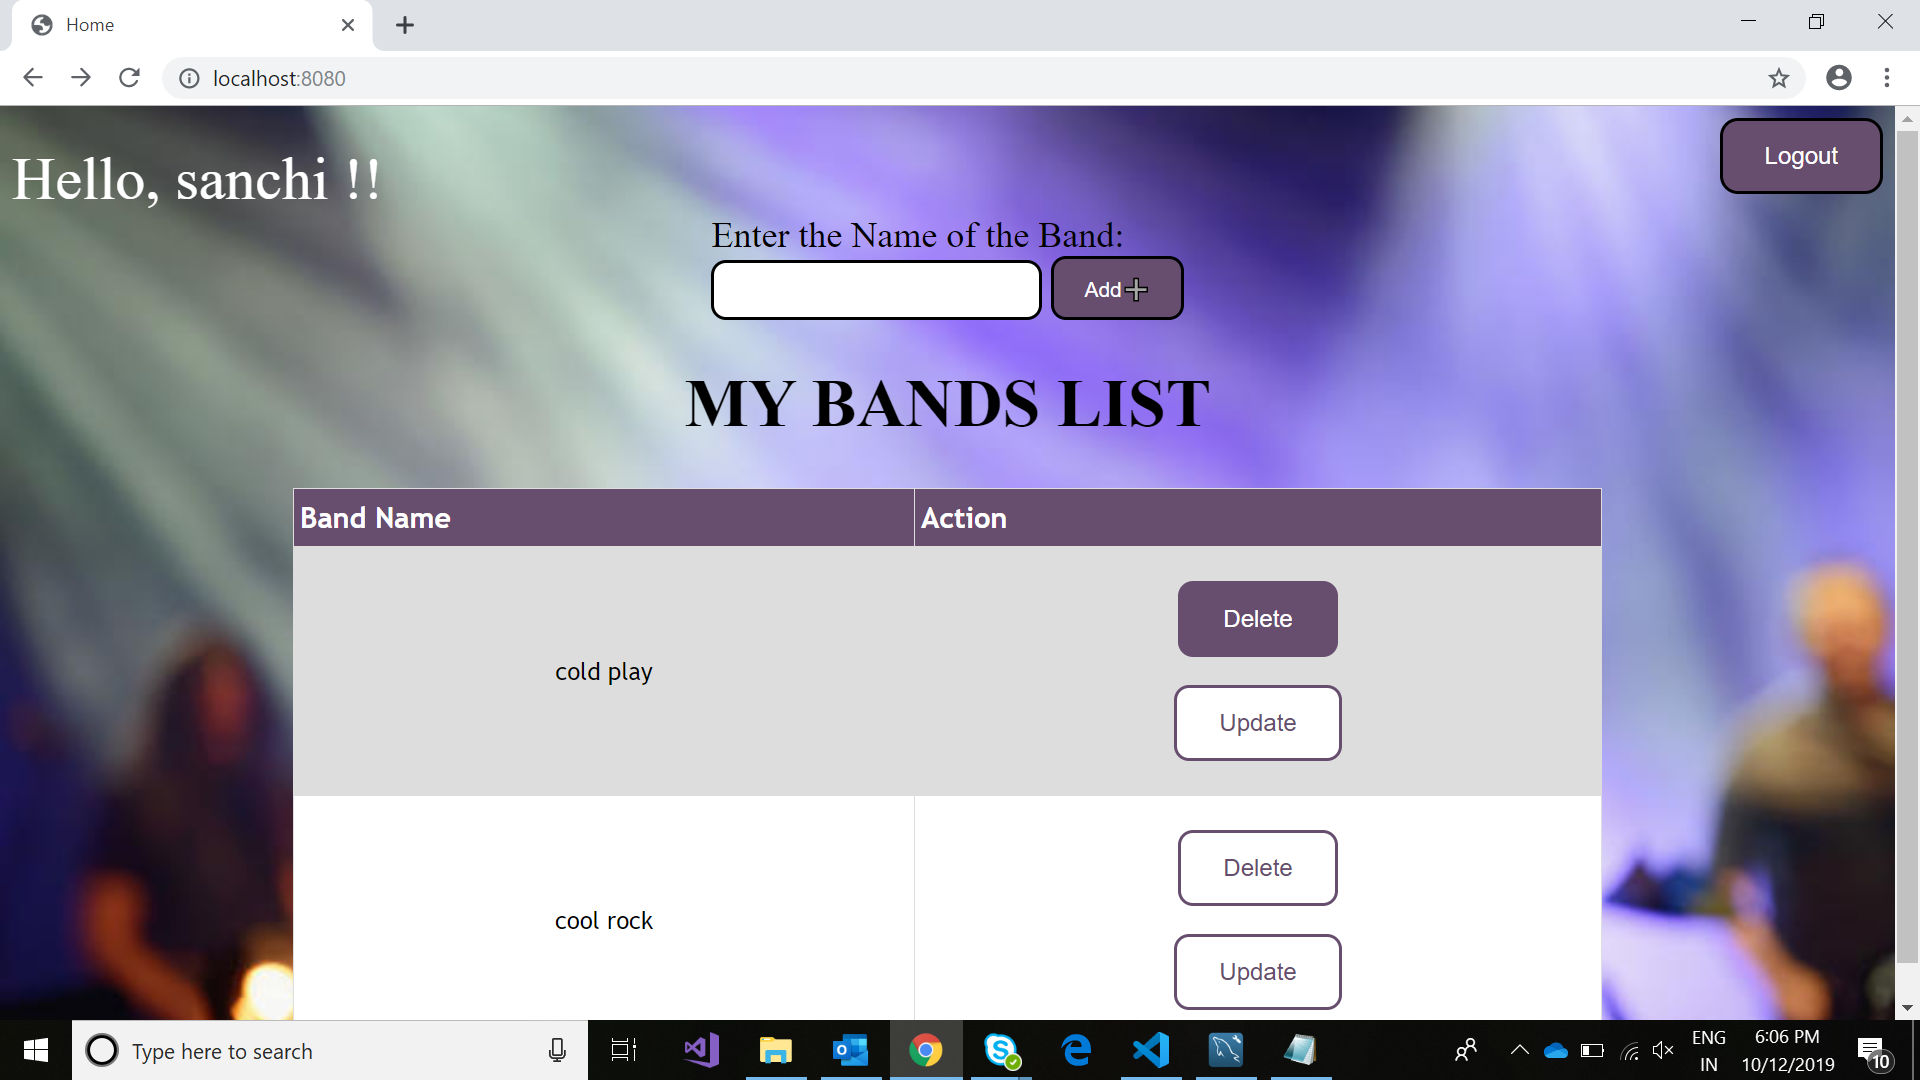 Home
localhost:8080
Logout
Hello, sanchi !!
Enter the Name of the Band:
Add
MY BANDS LIST
Band Name Action
Delete
cold play
Update
Delete
cool rock
Update
Type here to search
ENG
IN
6:06 PM
10/12/2019
10